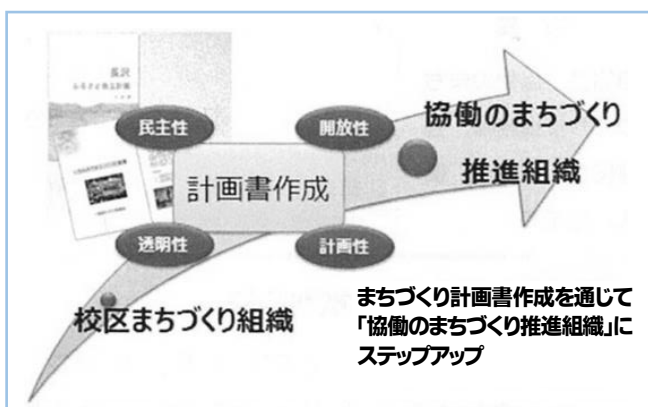 民主性
開放性
協働のまちづくり
推進組織
計画書作成
透明性
計画性
校区まちづくり組織
まちづくり計画書作成を通じて
「協働のまちづくり推進組織」に
ステップアップ